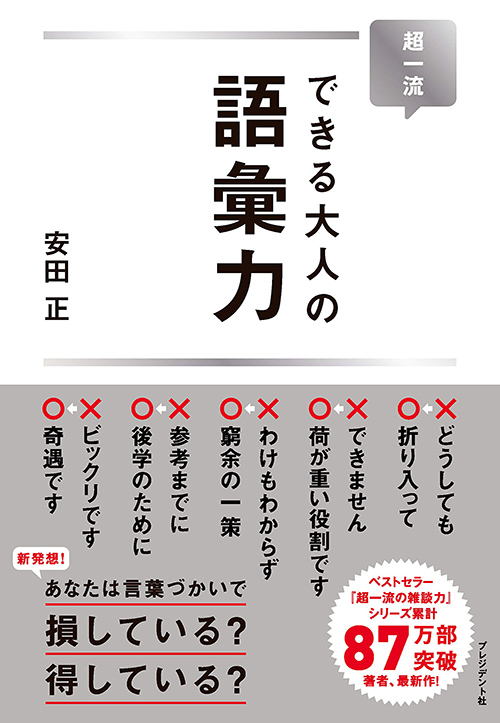 超一流
できる大人の
語彙力
安田 正
× どうしても
○ 折り入って
× できません
○ 荷が重い役割です
× わけもわからず
○ 窮余の一策
× 参考までに
○ 後学のために
× ビックリです
○ 奇遇です
新発想!
あなたは言葉づかいで
損している?
得している?
ベストセラー
『超一流の雑談力』
シリーズ累計
87万部
突破
著者、最新作!
プレジデント社